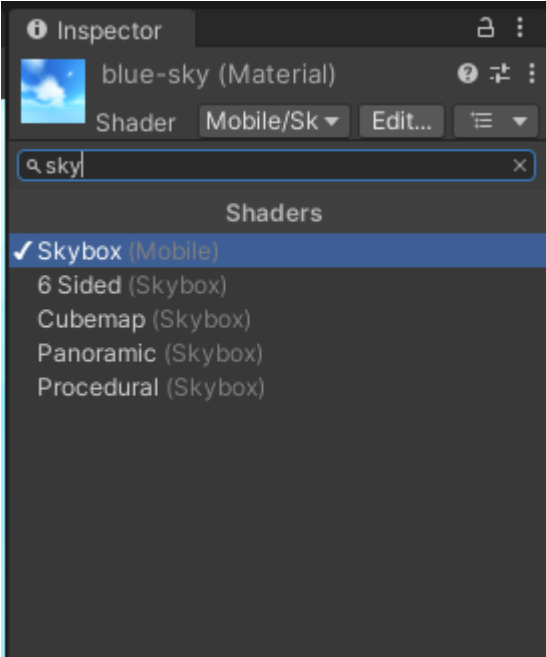 Inspector
blue-sky (Material)
Shader Mobile/Sk Edit...
sky
Shaders
Skybox (Mobile)
6 Sided (Skybox)
Cubemap (Skybox)
Panoramic (Skybox)
Procedural (Skybox)